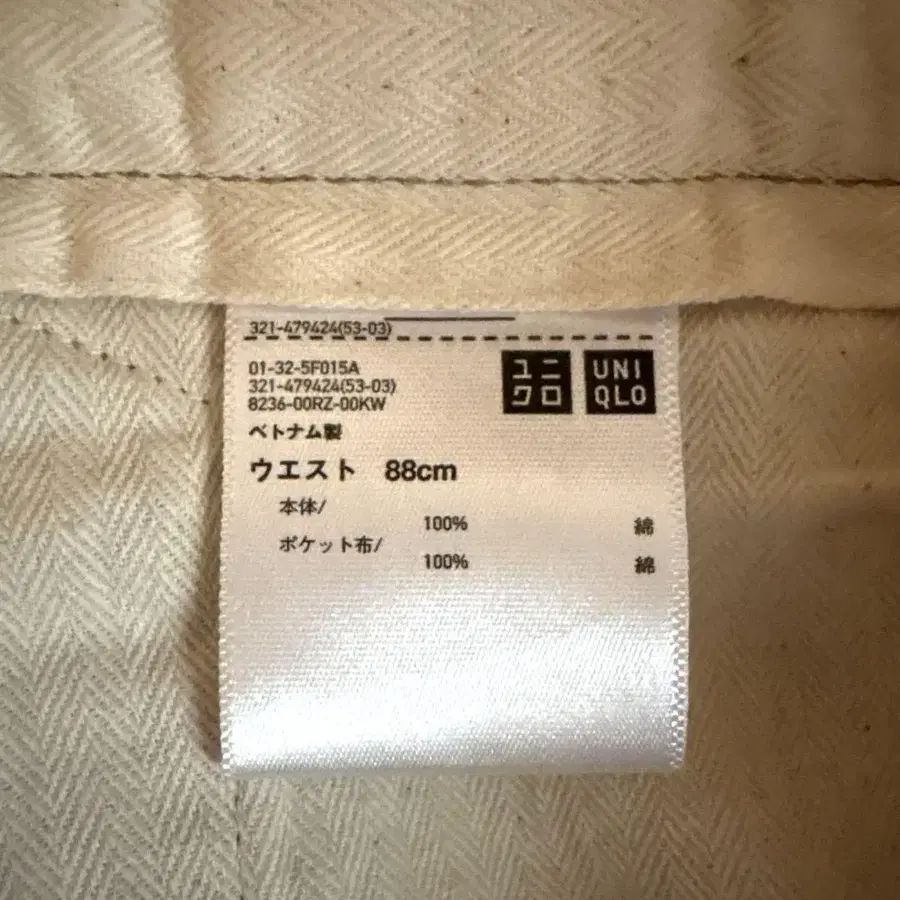 321-479424(53-03)
01-32-5F015A
321-479424(53-03)
8236-00RZ-00KW
ユニクロ
UNIQLO
ベトナム製
ウエスト 88cm
本体/
100% 綿
ポケット布/
100% 綿